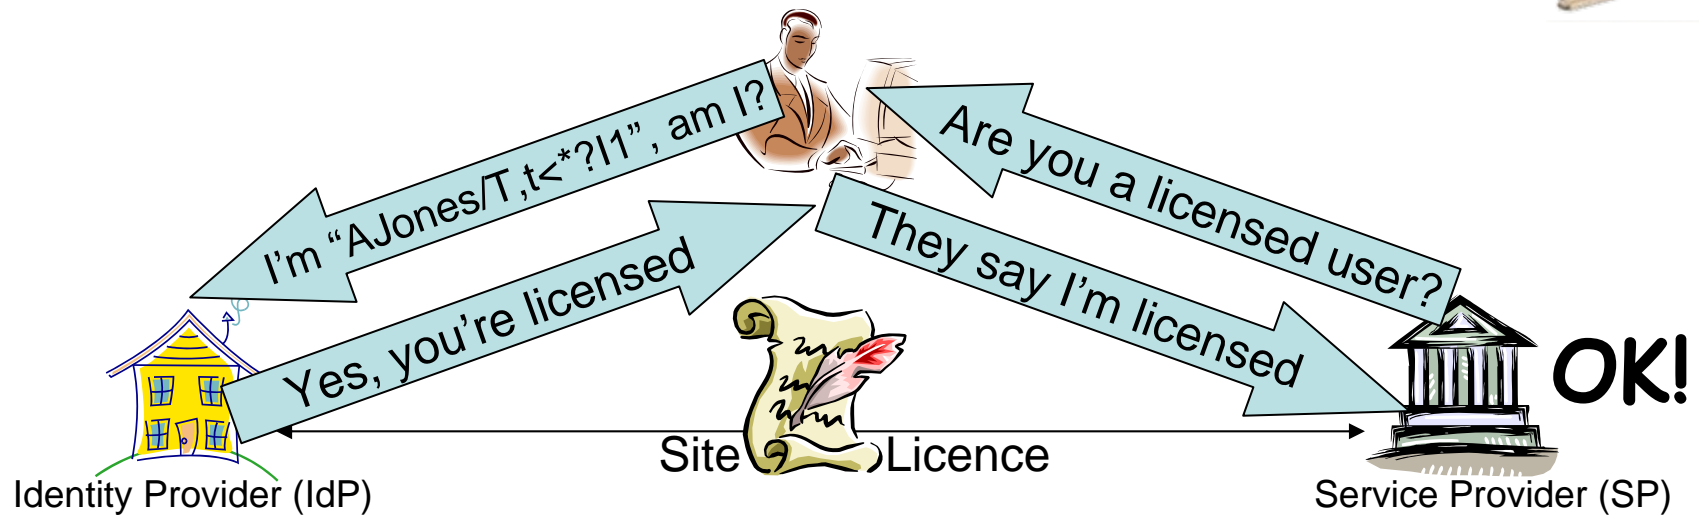 I'm “AJones/T,t<*?I1”, am I?
Are you a licensed user?
Yes, you're licensed
They say I'm licensed
OK!
Site Licence
Identity Provider (IdP)
Service Provider (SP)